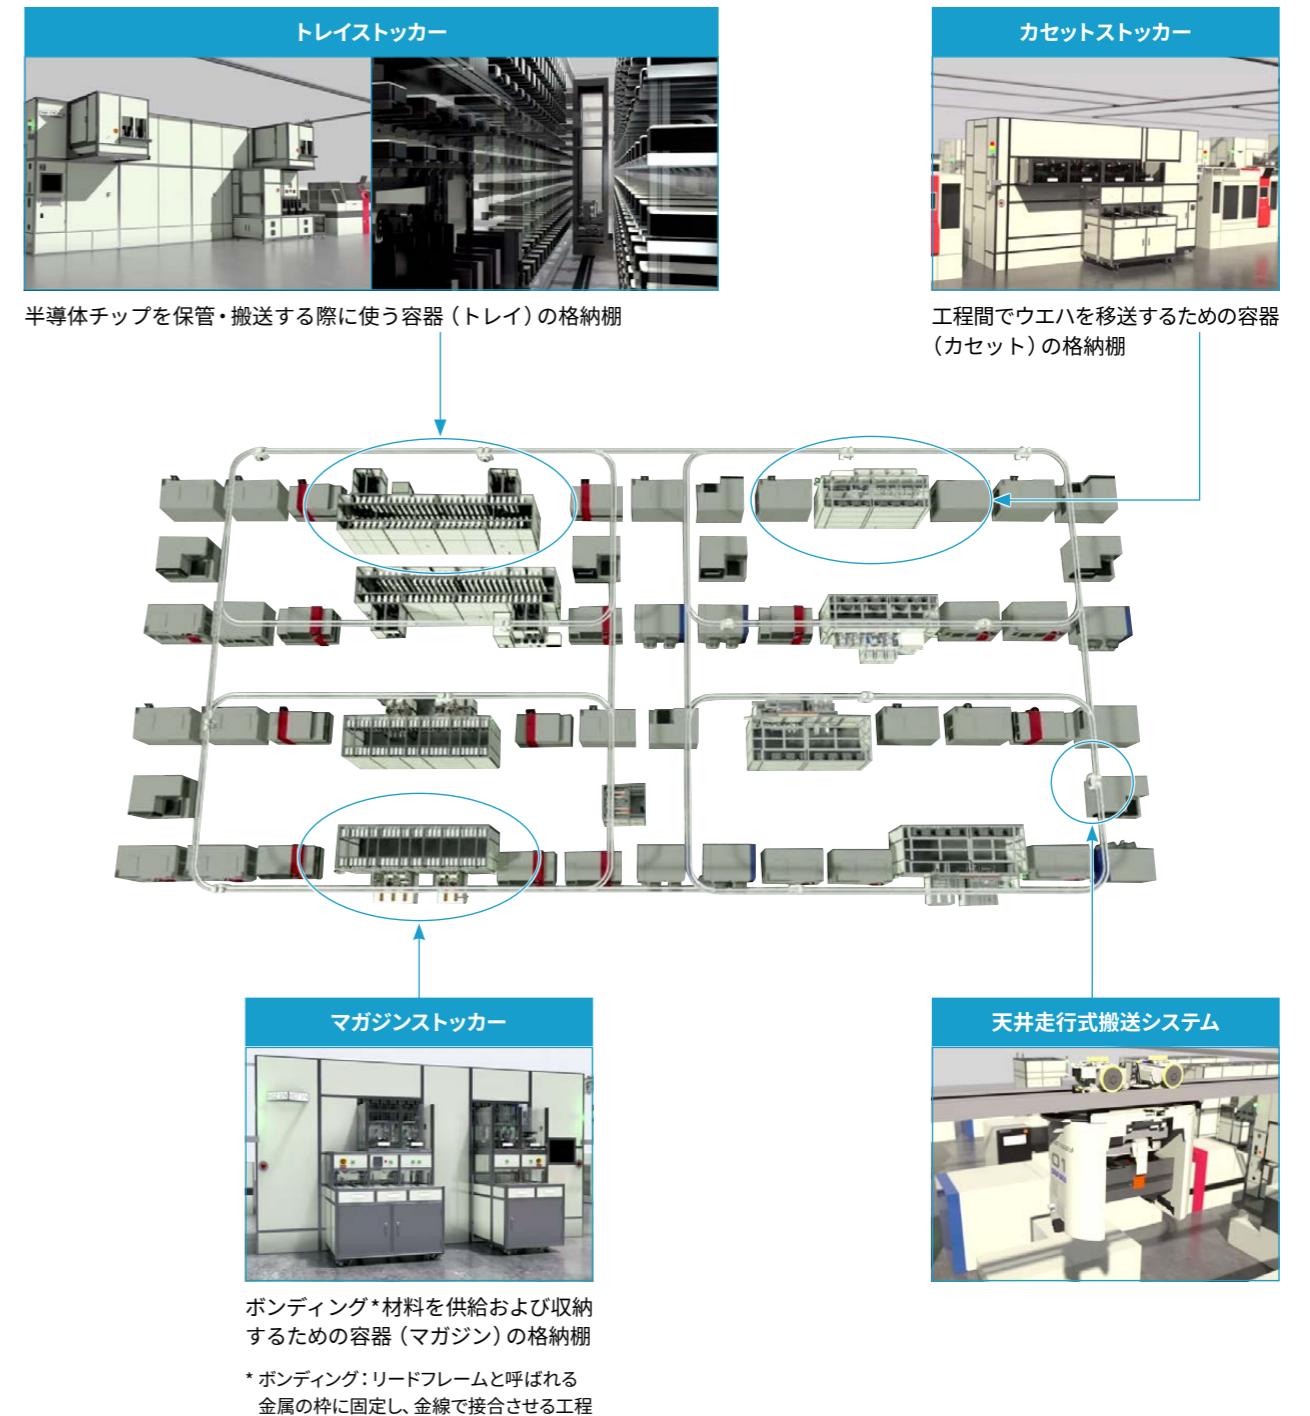 トレイストッカー
半導体チップを保管・搬送する際に使う容器（トレイ）の格納棚
カセットストッカー
工程間でウエハを移送するための容器
（カセット）の格納棚
マガジンストッカー
ボンディング*材料を供給および収納
するための容器（マガジン）の格納棚
* ボンディング：リードフレームと呼ばれる
金属の枠に固定し、金線で接合させる工程
天井走行式搬送システム
01